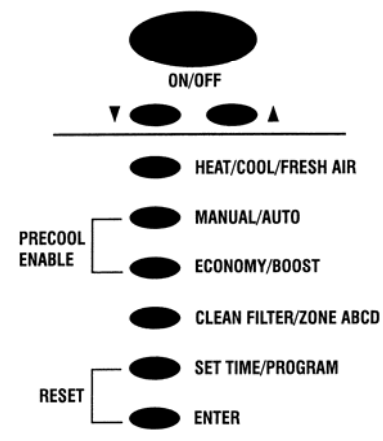 ON/OFF
▼ ▲
HEAT/COOL/FRESH AIR
MANUAL/AUTO
PRECOOL
ENABLE
ECONOMY/BOOST
CLEAN FILTER/ZONE ABCD
SET TIME/PROGRAM
RESET
ENTER